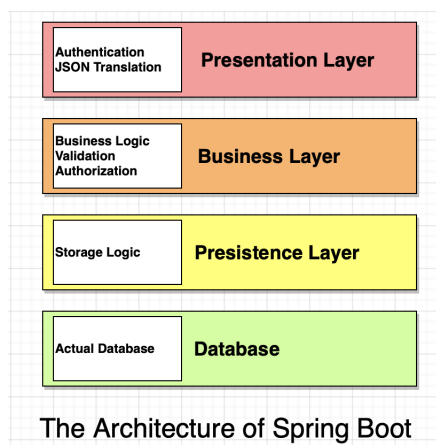 Authentication
JSON Translation
Presentation Layer
Business Logic
Validation
Authorization
Business Layer
Storage Logic
Presistence Layer
Actual Database
Database
The Architecture of Spring Boot